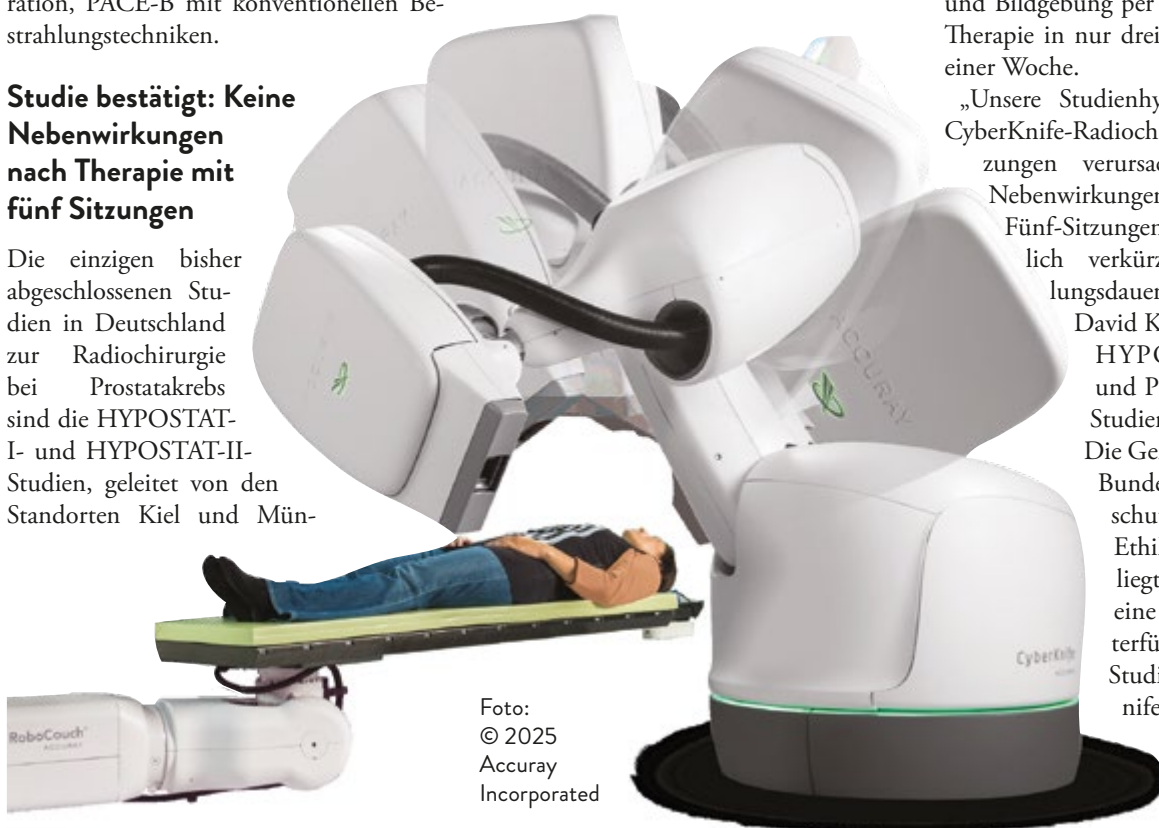 ration, PACE-B mit konventionellen Be-
strahlungstechniken.
Studie bestätigt: Keine
Nebenwirkungen
nach Therapie mit
fünf Sitzungen
Die einzigen bisher
abgeschlossenen Stu-
dien in Deutschland
zur Radiochirurgie
bei Prostatakrebs
sind die HYPOSTAT-
I- und HYPOSTAT-II-
Studien, geleitet von den
Standorten Kiel und Mün-
und Bildgebung per
Therapie in nur drei
einer Woche.
„Unsere Studienhy
CyberKnife-Radioch
zungen verursa
Nebenwirkungen
Fünf-Sitzungen
lich verkürz
lungsdauer
David K
HYPO
und P
Studien
Die Ge
Bunde
schu
Ethi
liegt
eine
terfü
Studi
nife
ACCURAY
CyberKnife
ACCURAY
RoboCouch
ACCURAY
Foto:
© 2025
Accuray
Incorporated